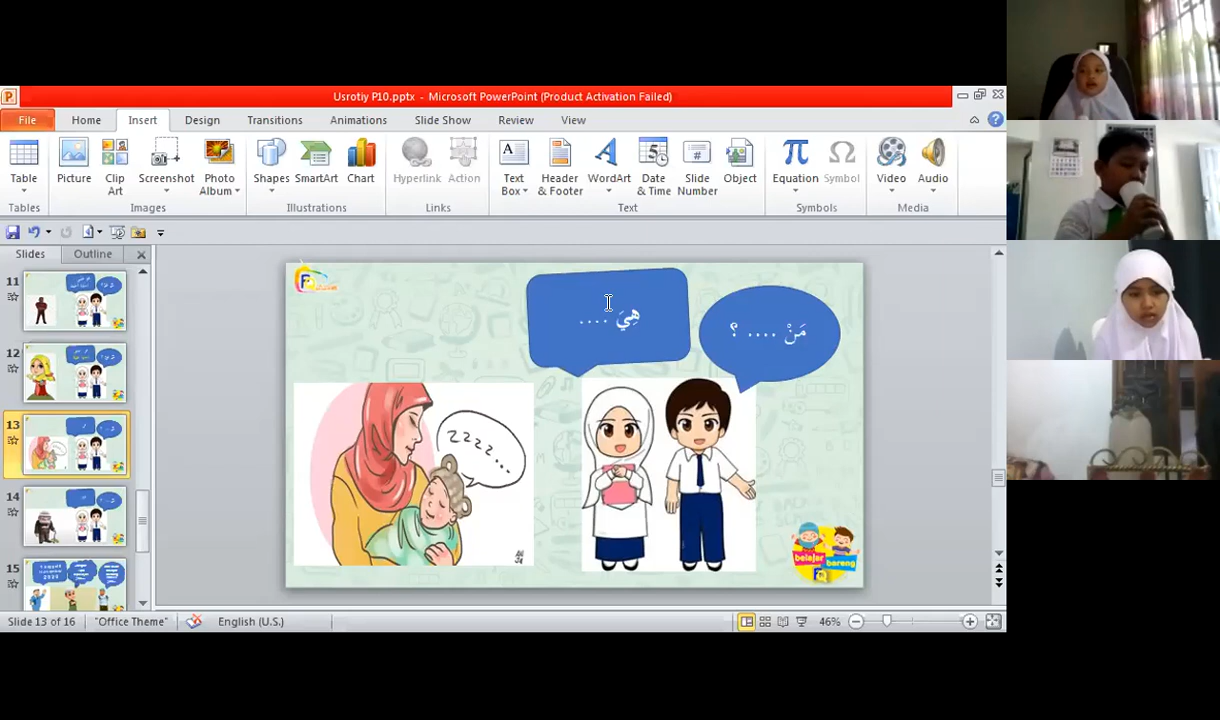 Usrotiy P10.pptx - Microsoft PowerPoint (Product Activation Failed)
File Home Insert Design Transitions Animations Slide Show Review View
Table Picture Clip Art Screenshot Photo Album Shapes SmartArt Chart Hyperlink Action Text Box Header & Footer WordArt Date & Time Slide Number Object Equation Symbol Video Audio
Tables Images Illustrations Links Text Symbols Media
Slides Outline
11
12
13
14
15
مَنْ .... ؟
هِيَ ....
zzzz...
belajar bareng
FQ
Slide 13 of 16 "Office Theme" English (U.S.) 46%